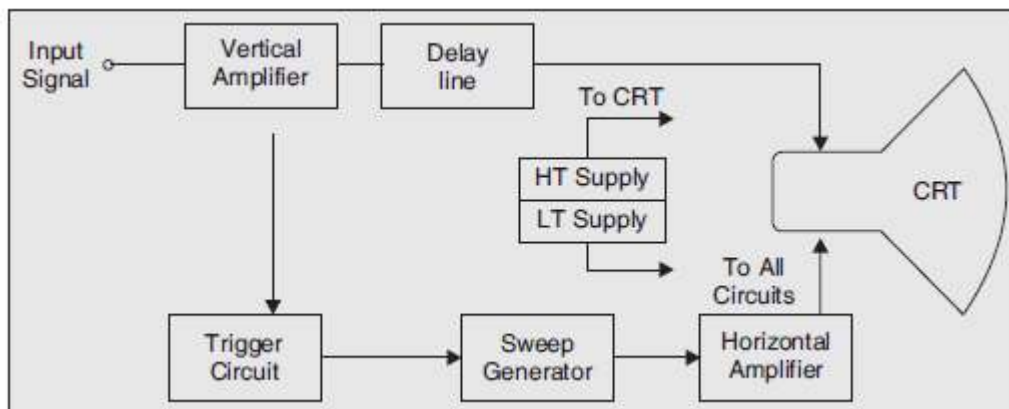 Input
Signal
Vertical
Amplifier
Delay
line
To CRT
HT Supply
LT Supply
CRT
To All
Circuits
Trigger
Circuit
Sweep
Generator
Horizontal
Amplifier